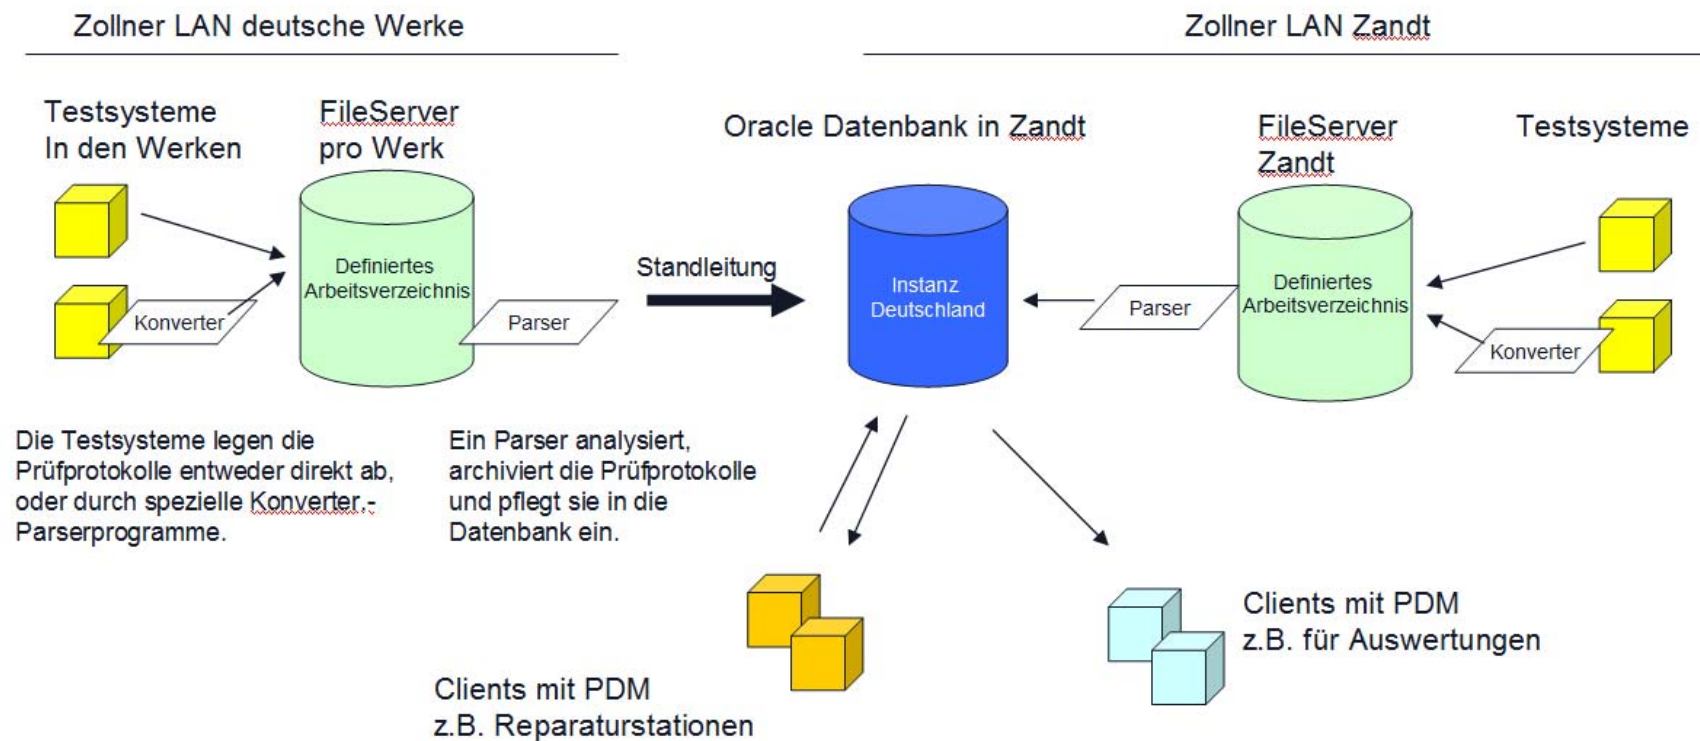 Zollner LAN deutsche Werke
Zollner LAN Zandt
Testsysteme
In den Werken
FileServer
pro Werk
Oracle Datenbank in Zandt
FileServer
Zandt
Testsysteme
Definiertes
Arbeitsverzeichnis
Konverter
Parser
Standleitung
Instanz
Deutschland
Parser
Definiertes
Arbeitsverzeichnis
Konverter
Die Testsysteme legen die
Prüfprotokolle entweder direkt ab,
oder durch spezielle Konverter,-
Parserprogramme.
Ein Parser analysiert,
archiviert die Prüfprotokolle
und pflegt sie in die
Datenbank ein.
Clients mit PDM
z.B. Reparaturstationen
Clients mit PDM
z.B. für Auswertungen